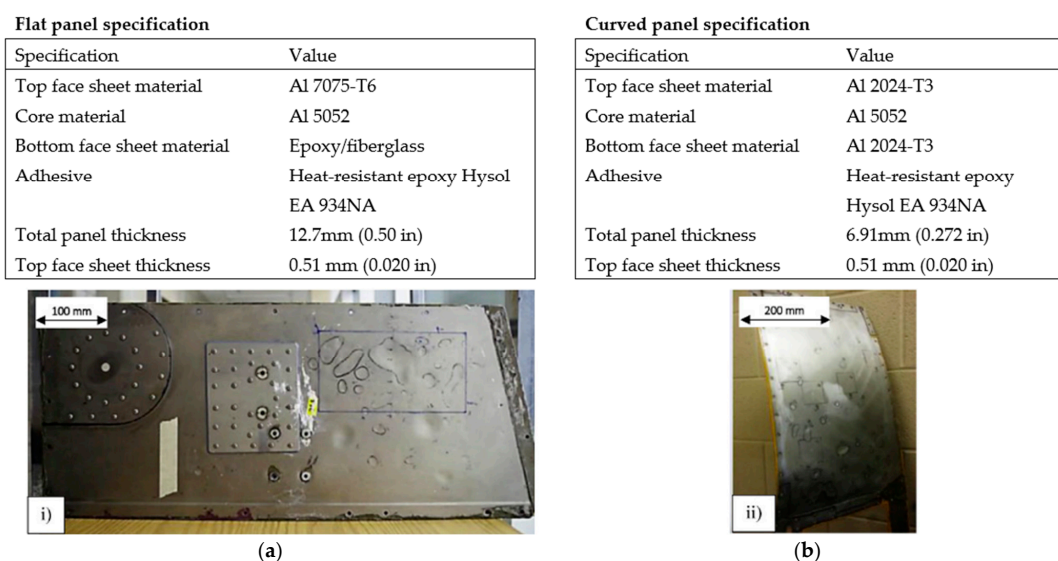 Flat panel specification
Specification Value
Top face sheet material Al 7075-T6
Core material Al 5052
Bottom face sheet material Epoxy/fiberglass
Adhesive Heat-resistant epoxy Hysol
EA 934NA
Total panel thickness 12.7mm (0.50 in)
Top face sheet thickness 0.51 mm (0.020 in)
100 mm
i)
(a)
Curved panel specification
Specification Value
Top face sheet material Al 2024-T3
Core material Al 5052
Bottom face sheet material Al 2024-T3
Adhesive Heat-resistant epoxy
Hysol EA 934NA
Total panel thickness 6.91mm (0.272 in)
Top face sheet thickness 0.51 mm (0.020 in)
200 mm
ii)
(b)